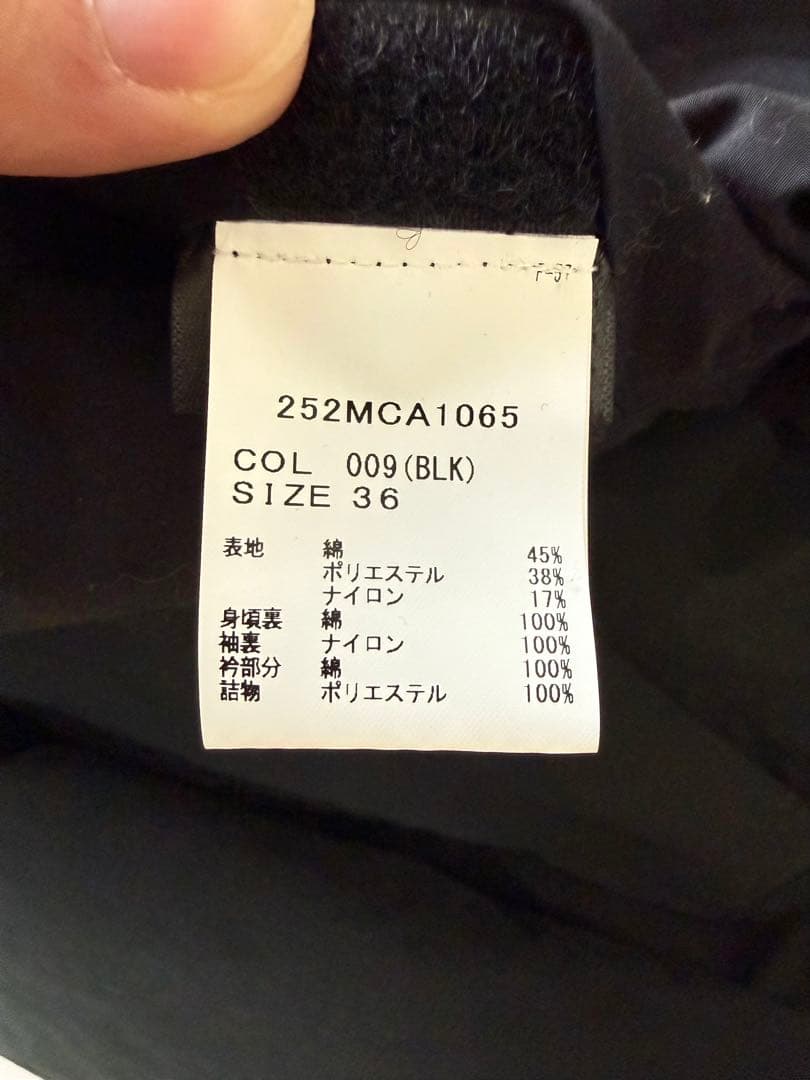 252MCA1065
COL 009(BLK)
SIZE 36
表地 綿 45%
ポリエステル 38%
ナイロン 17%
身頃裏 綿 100%
袖裏 ナイロン 100%
衿部分 綿 100%
詰物 ポリエステル 100%